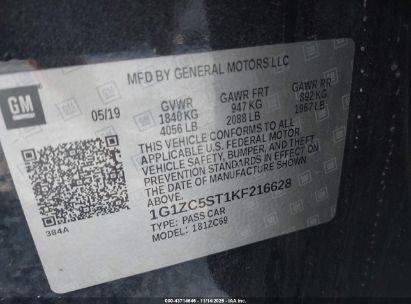 MFD BY GENERAL MOTORS LLC
GM
05/19
GVWR GAWR FRT GAWR RR
1840 KG 947 KG 892 KG
4056 LB 2088 LB 1967 LB
THIS VEHICLE CONFORMS TO ALL
APPLICABLE U.S. FEDERAL MOTOR
VEHICLE SAFETY, BUMPER, AND THEFT
PREVENTION STANDARDS IN EFFECT ON
THE DATE OF MANUFACTURE SHOWN
ABOVE.
1G1ZC5ST1KF216628
TYPE: PASS CAR
MODEL: 1ZC69
384A